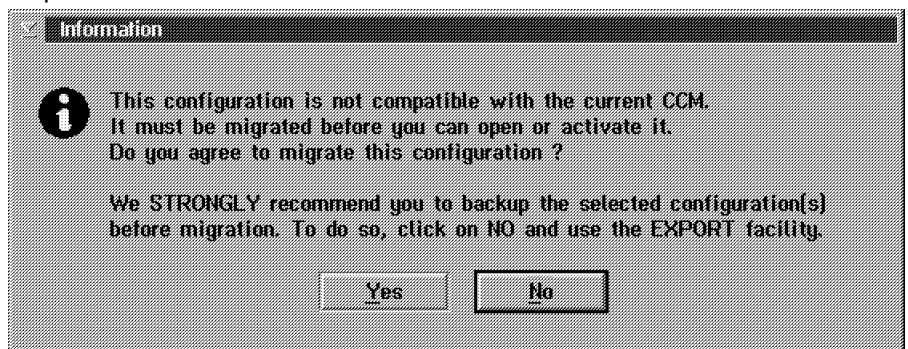 Information
This configuration is not compatible with the current CCM.
It must be migrated before you can open or activate it.
Do you agree to migrate this configuration ?
We STRONGLY recommend you to backup the selected configuration(s)
before migration. To do so, click on NO and use the EXPORT facility.
Yes No